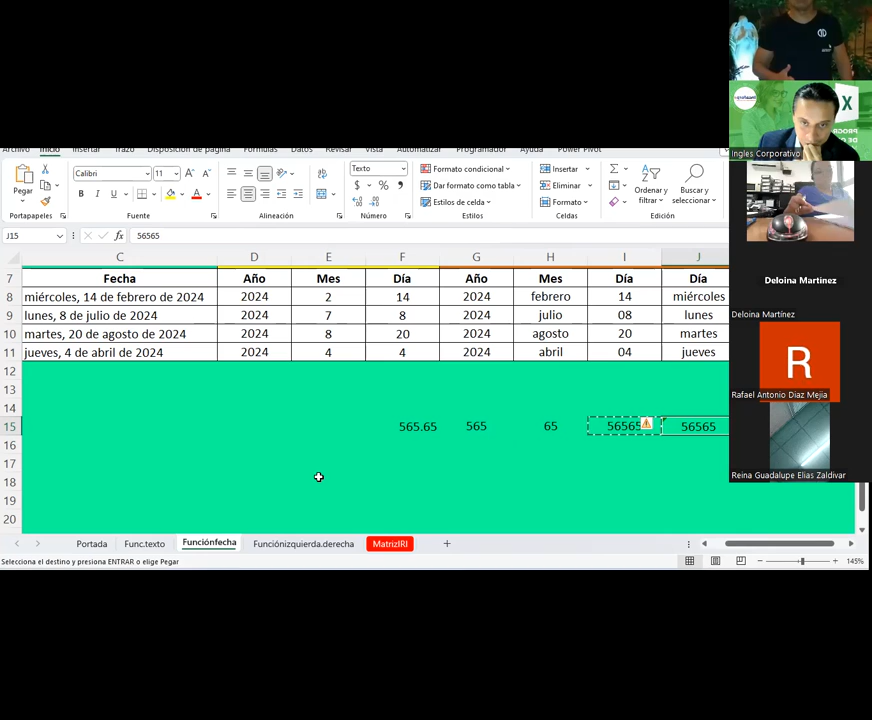 Archivo Inicio Insertar Trazo Disposición de página Fórmulas Datos Revisar Vista Automatizar Programador Ayuda Power Pivot
Pegar
Portapapeles
Calibri 11
N K S
Fuente
Alineación
Texto
$ % 
Número
Formato condicional
Dar formato como tabla
Estilos de celda
Estilos
Insertar
Eliminar
Formato
Celdas
Ordenar y filtrar
Buscar y seleccionar
Edición
J15 fx 56565
C D E F G H I J
7 Fecha Año Mes Día Año Mes Día Día
8 miércoles, 14 de febrero de 2024 2024 2 14 2024 febrero 14 miércoles
9 lunes, 8 de julio de 2024 2024 7 8 2024 julio 08 lunes
10 martes, 20 de agosto de 2024 2024 8 20 2024 agosto 20 martes
11 jueves, 4 de abril de 2024 2024 4 4 2024 abril 04 jueves
12
13
14
15 565.65 565 65 56565 56565
16
17
18
19
20
Portada Func.texto Funciónfecha Funciónizquierda.derecha MatrizIRI
Selecciona el destino y presiona ENTRAR o elige Pegar
145%
Ingles Corporativo
Deloina Martinez
Deloina Martínez
R
Rafael Antonio Diaz Mejia
Reina Guadalupe Elias Zaldivar